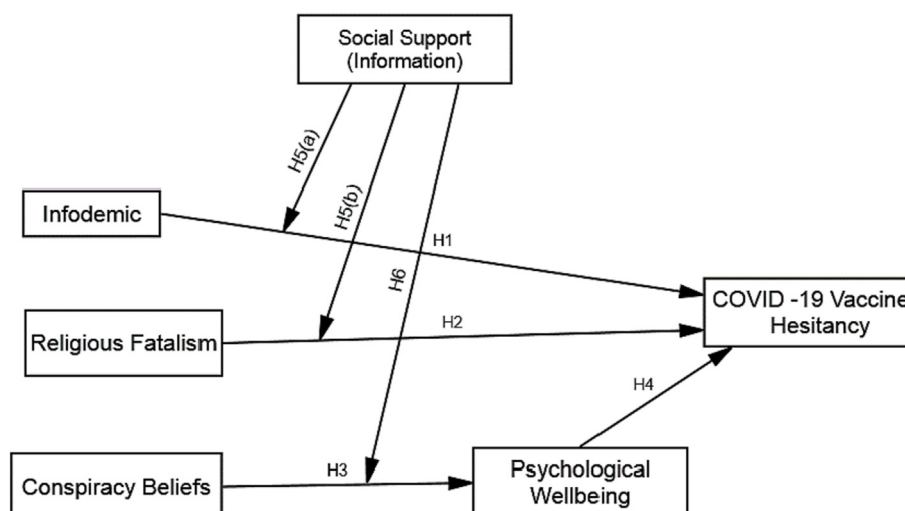 Social Support
(Information)
H5(a)
H5(b)
Infodemic
H1
H6
COVID -19 Vaccine
Hesitancy
Religious Fatalism
H2
H4
Conspiracy Beliefs
H3
Psychological
Wellbeing